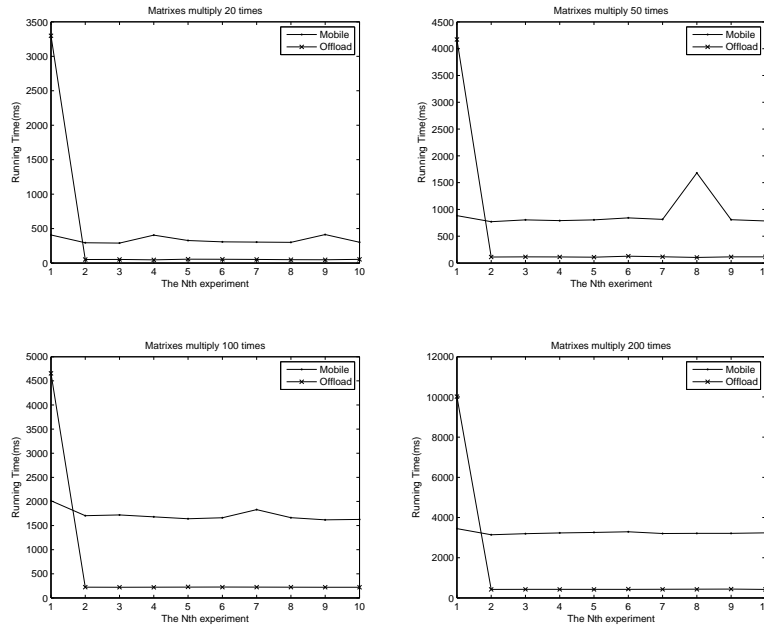 Matrixes multiply 20 times
3500
3000
2500
2000
1500
1000
500
0
Running Time(ms)
Mobile
Offload
1 2 3 4 5 6 7 8 9 10
The Nth experiment
Matrixes multiply 50 times
4500
4000
3500
3000
2500
2000
1500
1000
500
0
Running Time(ms)
Mobile
Offload
1 2 3 4 5 6 7 8 9 1
The Nth experiment
Matrixes multiply 100 times
5000
4500
4000
3500
3000
2500
2000
1500
1000
500
0
Running Time(ms)
Mobile
Offload
1 2 3 4 5 6 7 8 9 10
The Nth experiment
Matrixes multiply 200 times
12000
10000
8000
6000
4000
2000
0
Running Time(ms)
Mobile
Offload
1 2 3 4 5 6 7 8 9 1
The Nth experiment